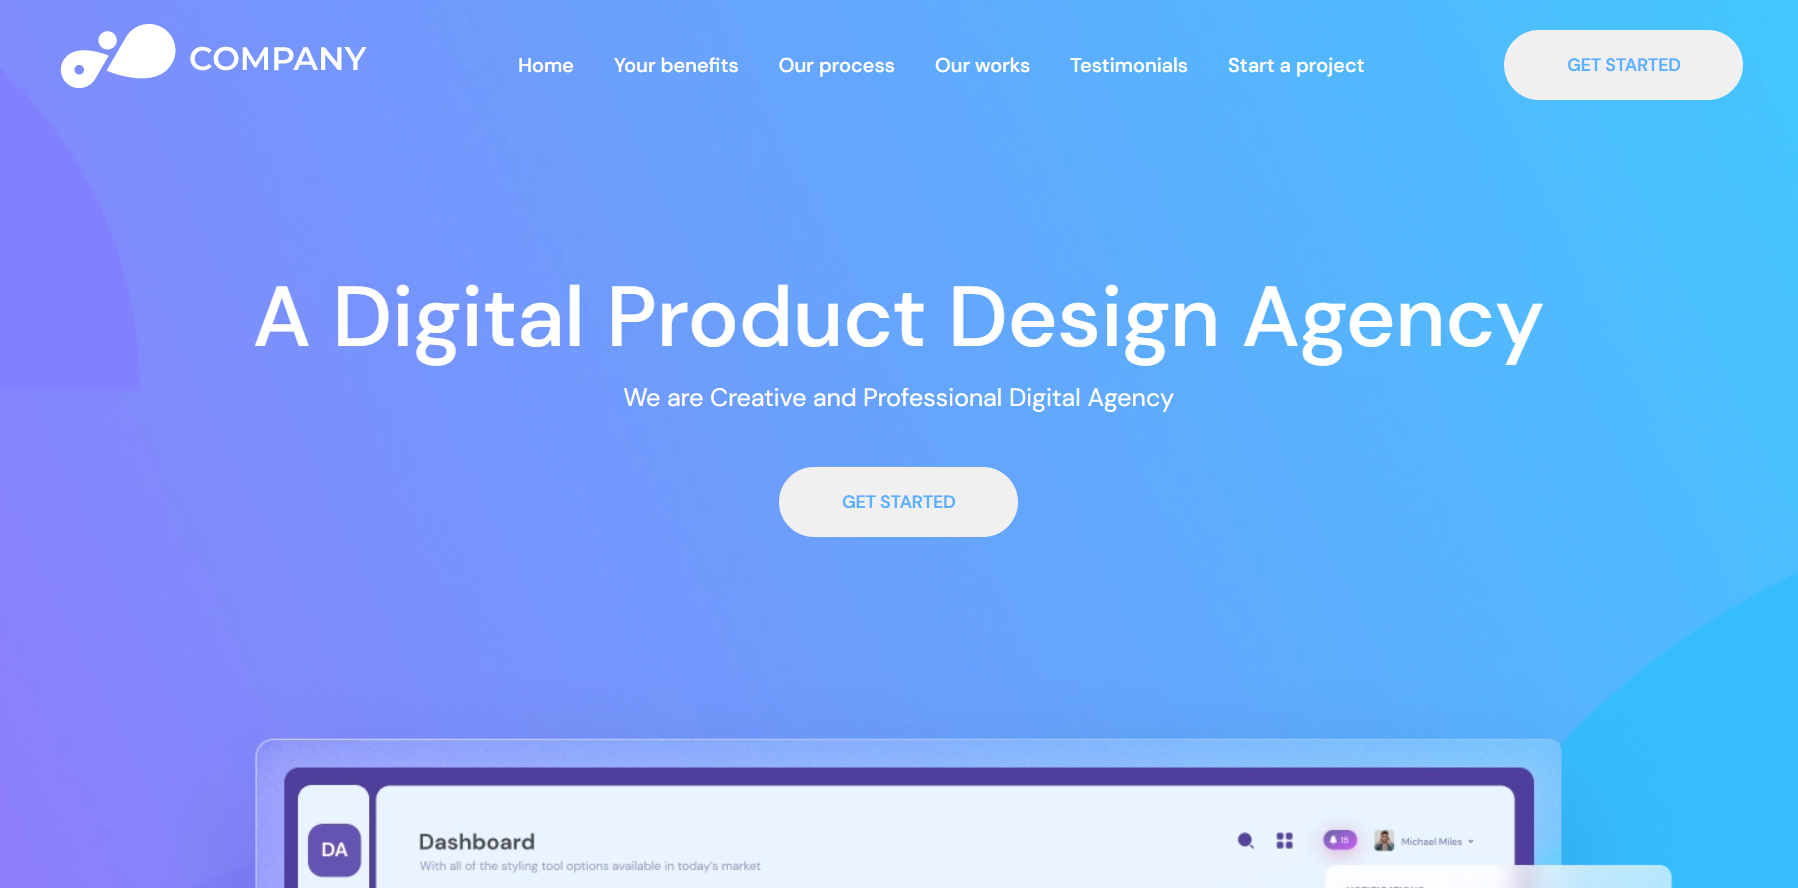 COMPANY
Home Your benefits Our process Our works Testimonials Start a project
GET STARTED
A Digital Product Design Agency
We are Creative and Professional Digital Agency
GET STARTED
DA
Dashboard
15
Michael Miles
With all of the styling tool options available in today's market